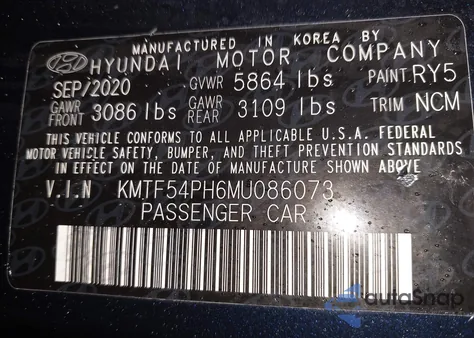 MANUFACTURED IN KOREA BY
HYUNDAI MOTOR COMPANY
SEP/2020 GVWR 5864 lbs PAINT RY5
GAWR FRONT 3086 lbs GAWR REAR 3109 lbs TRIM NCM
THIS VEHICLE CONFORMS TO ALL APPLICABLE U.S.A. FEDERAL
MOTOR VEHICLE SAFETY, BUMPER, AND THEFT PREVENTION STANDARDS
IN EFFECT ON THE DATE OF MANUFACTURE SHOWN ABOVE.
V.I.N KMTF54PH6MU086073
PASSENGER CAR
autoSnap